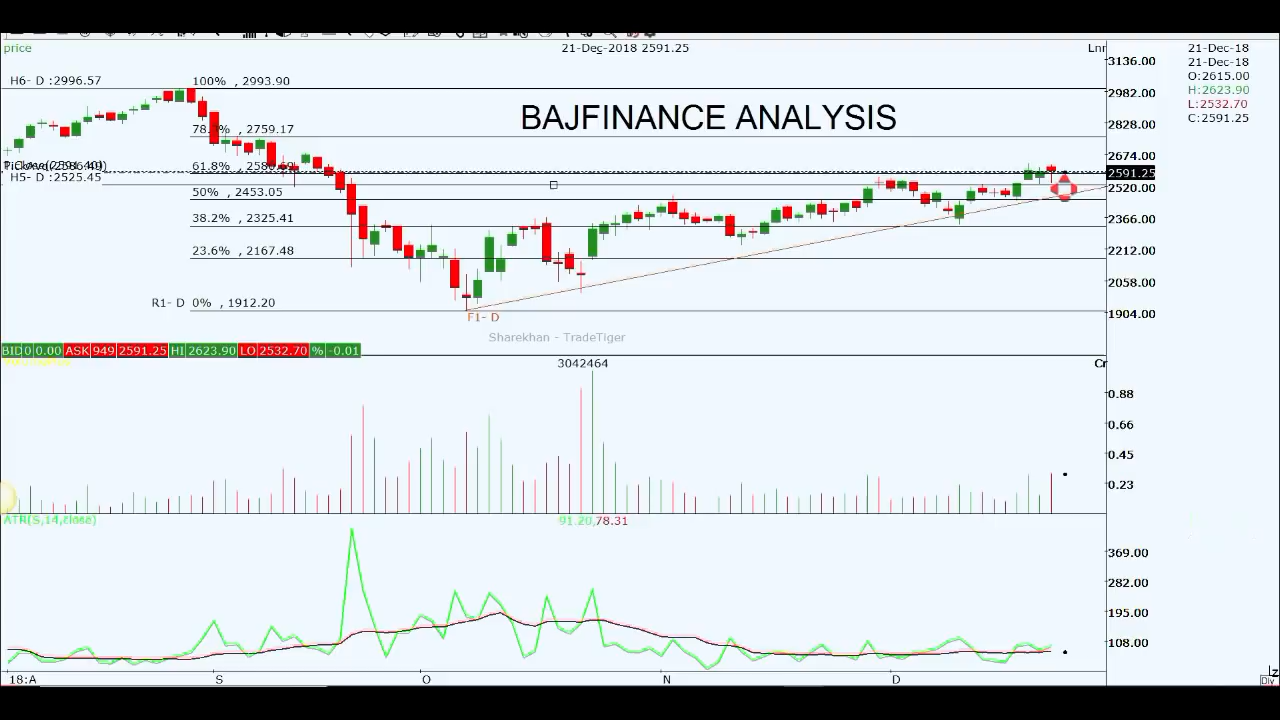 price
21-Dec-2018 2591.25
Lnr
21-Dec-18
21-Dec-18
O:2615.00
H:2623.90
L:2532.70
C:2591.25
H6- D :2996.57
100% , 2993.90
BAJFINANCE ANALYSIS
, 2759.17
61.8%
H5- D :2525.45
50% , 2453.05
38.2% , 2325.41
23.6% , 2167.48
R1- D 0% , 1912.20
F1- D
3136.00
2982.00
2828.00
2674.00
2591.25
2520.00
2366.00
2212.00
2058.00
1904.00
Sharekhan - TradeTiger
BID 0 0.00 ASK 949 2591.25 HI 2623.90 LO 2532.70 % -0.01
3042464
Cr
0.88
0.66
0.45
0.23
ATR(S,14,close)
91.20,78.31
369.00
282.00
195.00
108.00
18:A
S
O
N
D